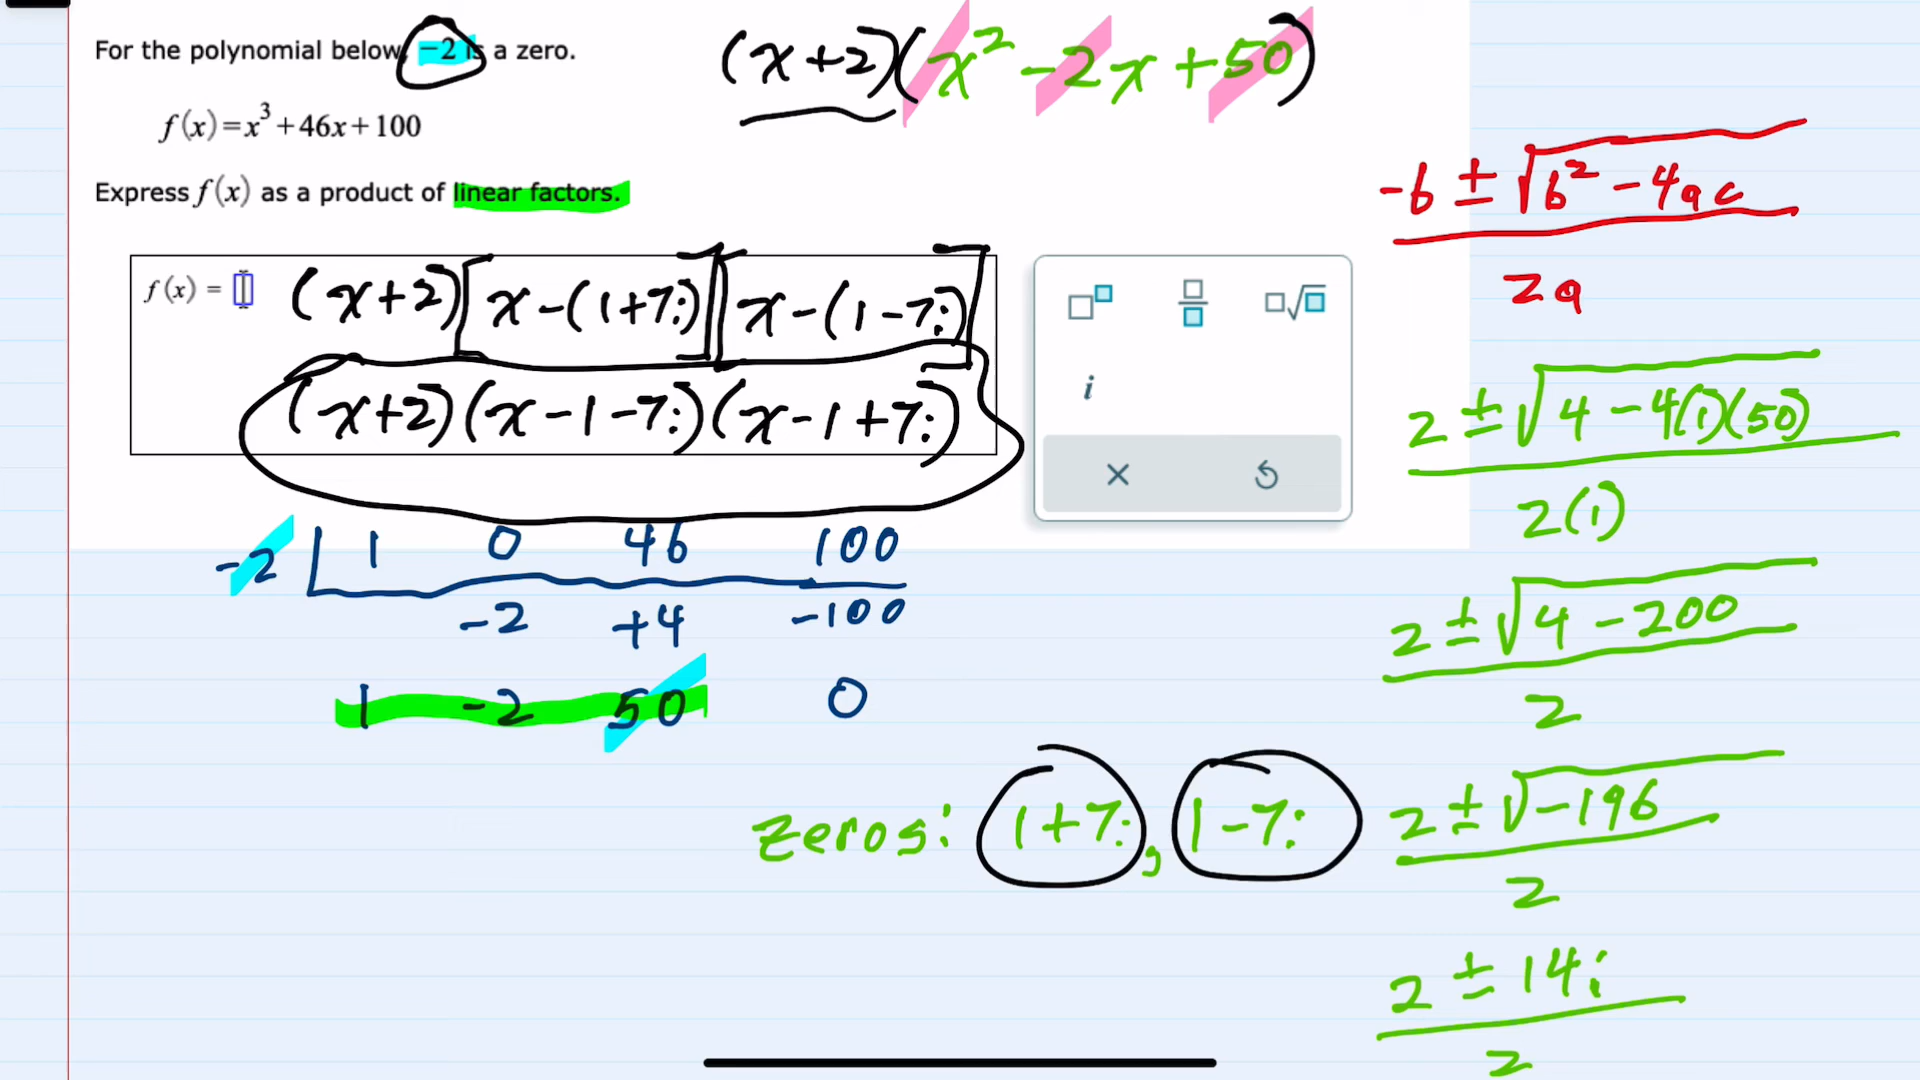 For the polynomial below, −2 is a zero.
(x+2)(x² −2x +50)
f(x)=x³+46x+100
Express f(x) as a product of linear factors.
f(x) = (x+2)[x−(1+7i)][x−(1−7i)]
(x+2)(x−1−7i)(x−1+7i)
i
-2 | 1 0 46 100
-2 +4 -100
1 -2 50 0
zeros: 1+7i, 1−7i
-b ± √b² −4ac
2a
2 ± √4 −4(1)(50)
2(1)
2 ± √4 −200
2
2 ± √−196
2
2 ± 14i
2